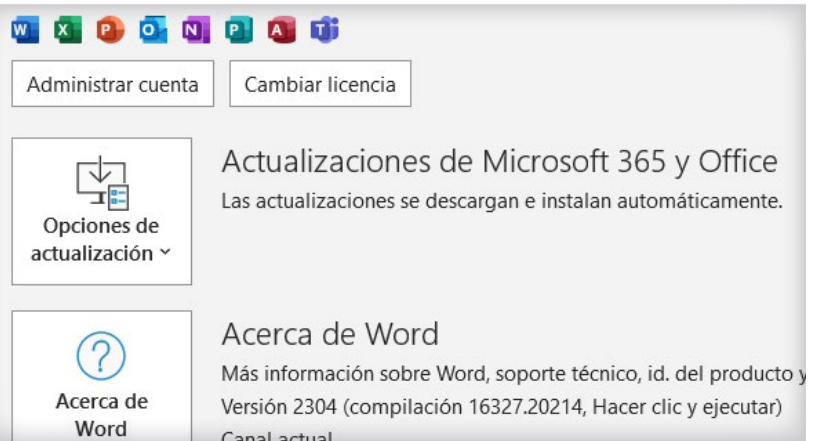 W X P O N P A T
Administrar cuenta
Cambiar licencia
Opciones de
actualización
Actualizaciones de Microsoft 365 y Office
Las actualizaciones se descargan e instalan automáticamente.
Acerca de
Word
Acerca de Word
Más información sobre Word, soporte técnico, id. del producto y
Versión 2304 (compilación 16327.20214, Hacer clic y ejecutar)
Canal actual